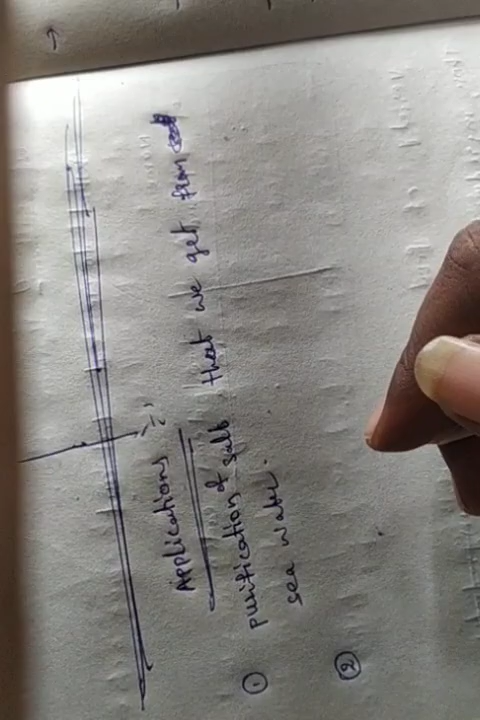 Applications
① purification of salt that we get from
sea water.
②